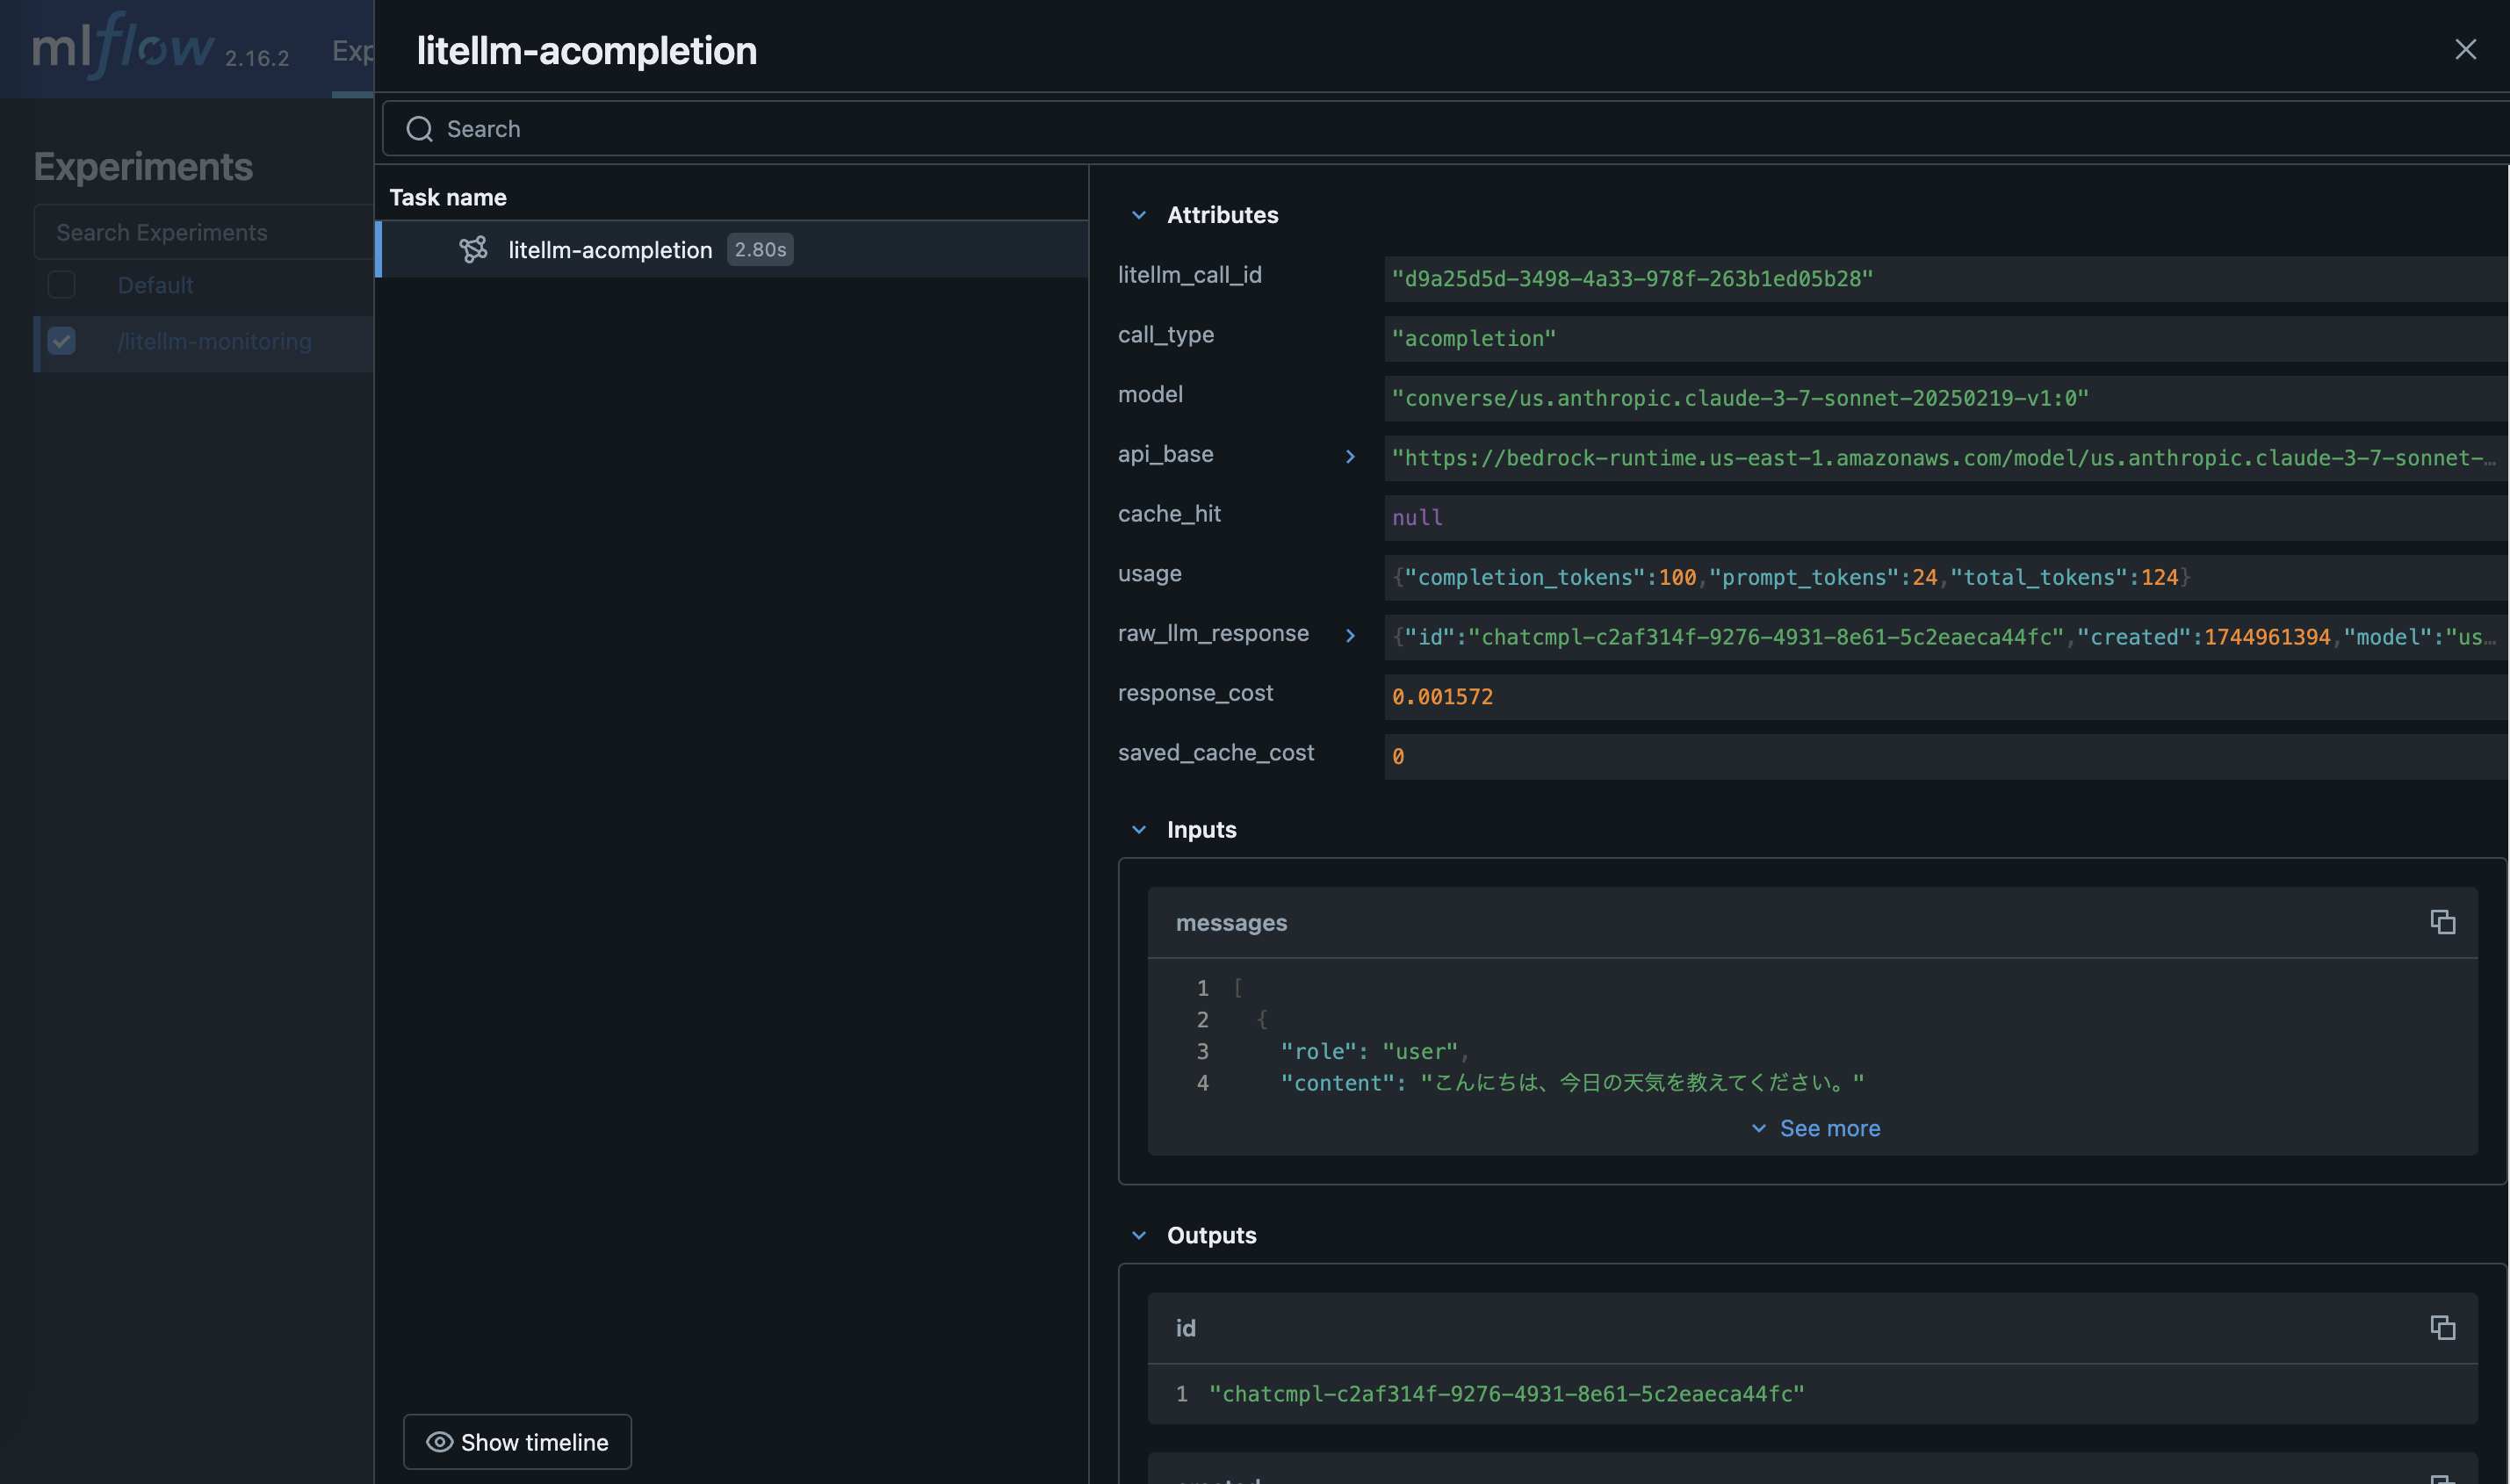 mlflow 2.16.2
Exp
Experiments
Search Experiments
Default
/litellm-monitoring
litellm-acompletion
Search
Task name
litellm-acompletion 2.80s
Show timeline
Attributes
litellm_call_id "d9a25d5d-3498-4a33-978f-263b1ed05b28"
call_type "acompletion"
model "converse/us.anthropic.claude-3-7-sonnet-20250219-v1:0"
api_base "https://bedrock-runtime.us-east-1.amazonaws.com/model/us.anthropic.claude-3-7-sonnet-…
cache_hit null
usage {"completion_tokens":100,"prompt_tokens":24,"total_tokens":124}
raw_llm_response {"id":"chatcmpl-c2af314f-9276-4931-8e61-5c2eaeca44fc","created":1744961394,"model":"us…
response_cost 0.001572
saved_cache_cost 0
Inputs
messages
1 [
2 {
3 "role": "user",
4 "content": "こんにちは、今日の天気を教えてください。"
See more
Outputs
id
1 "chatcmpl-c2af314f-9276-4931-8e61-5c2eaeca44fc"